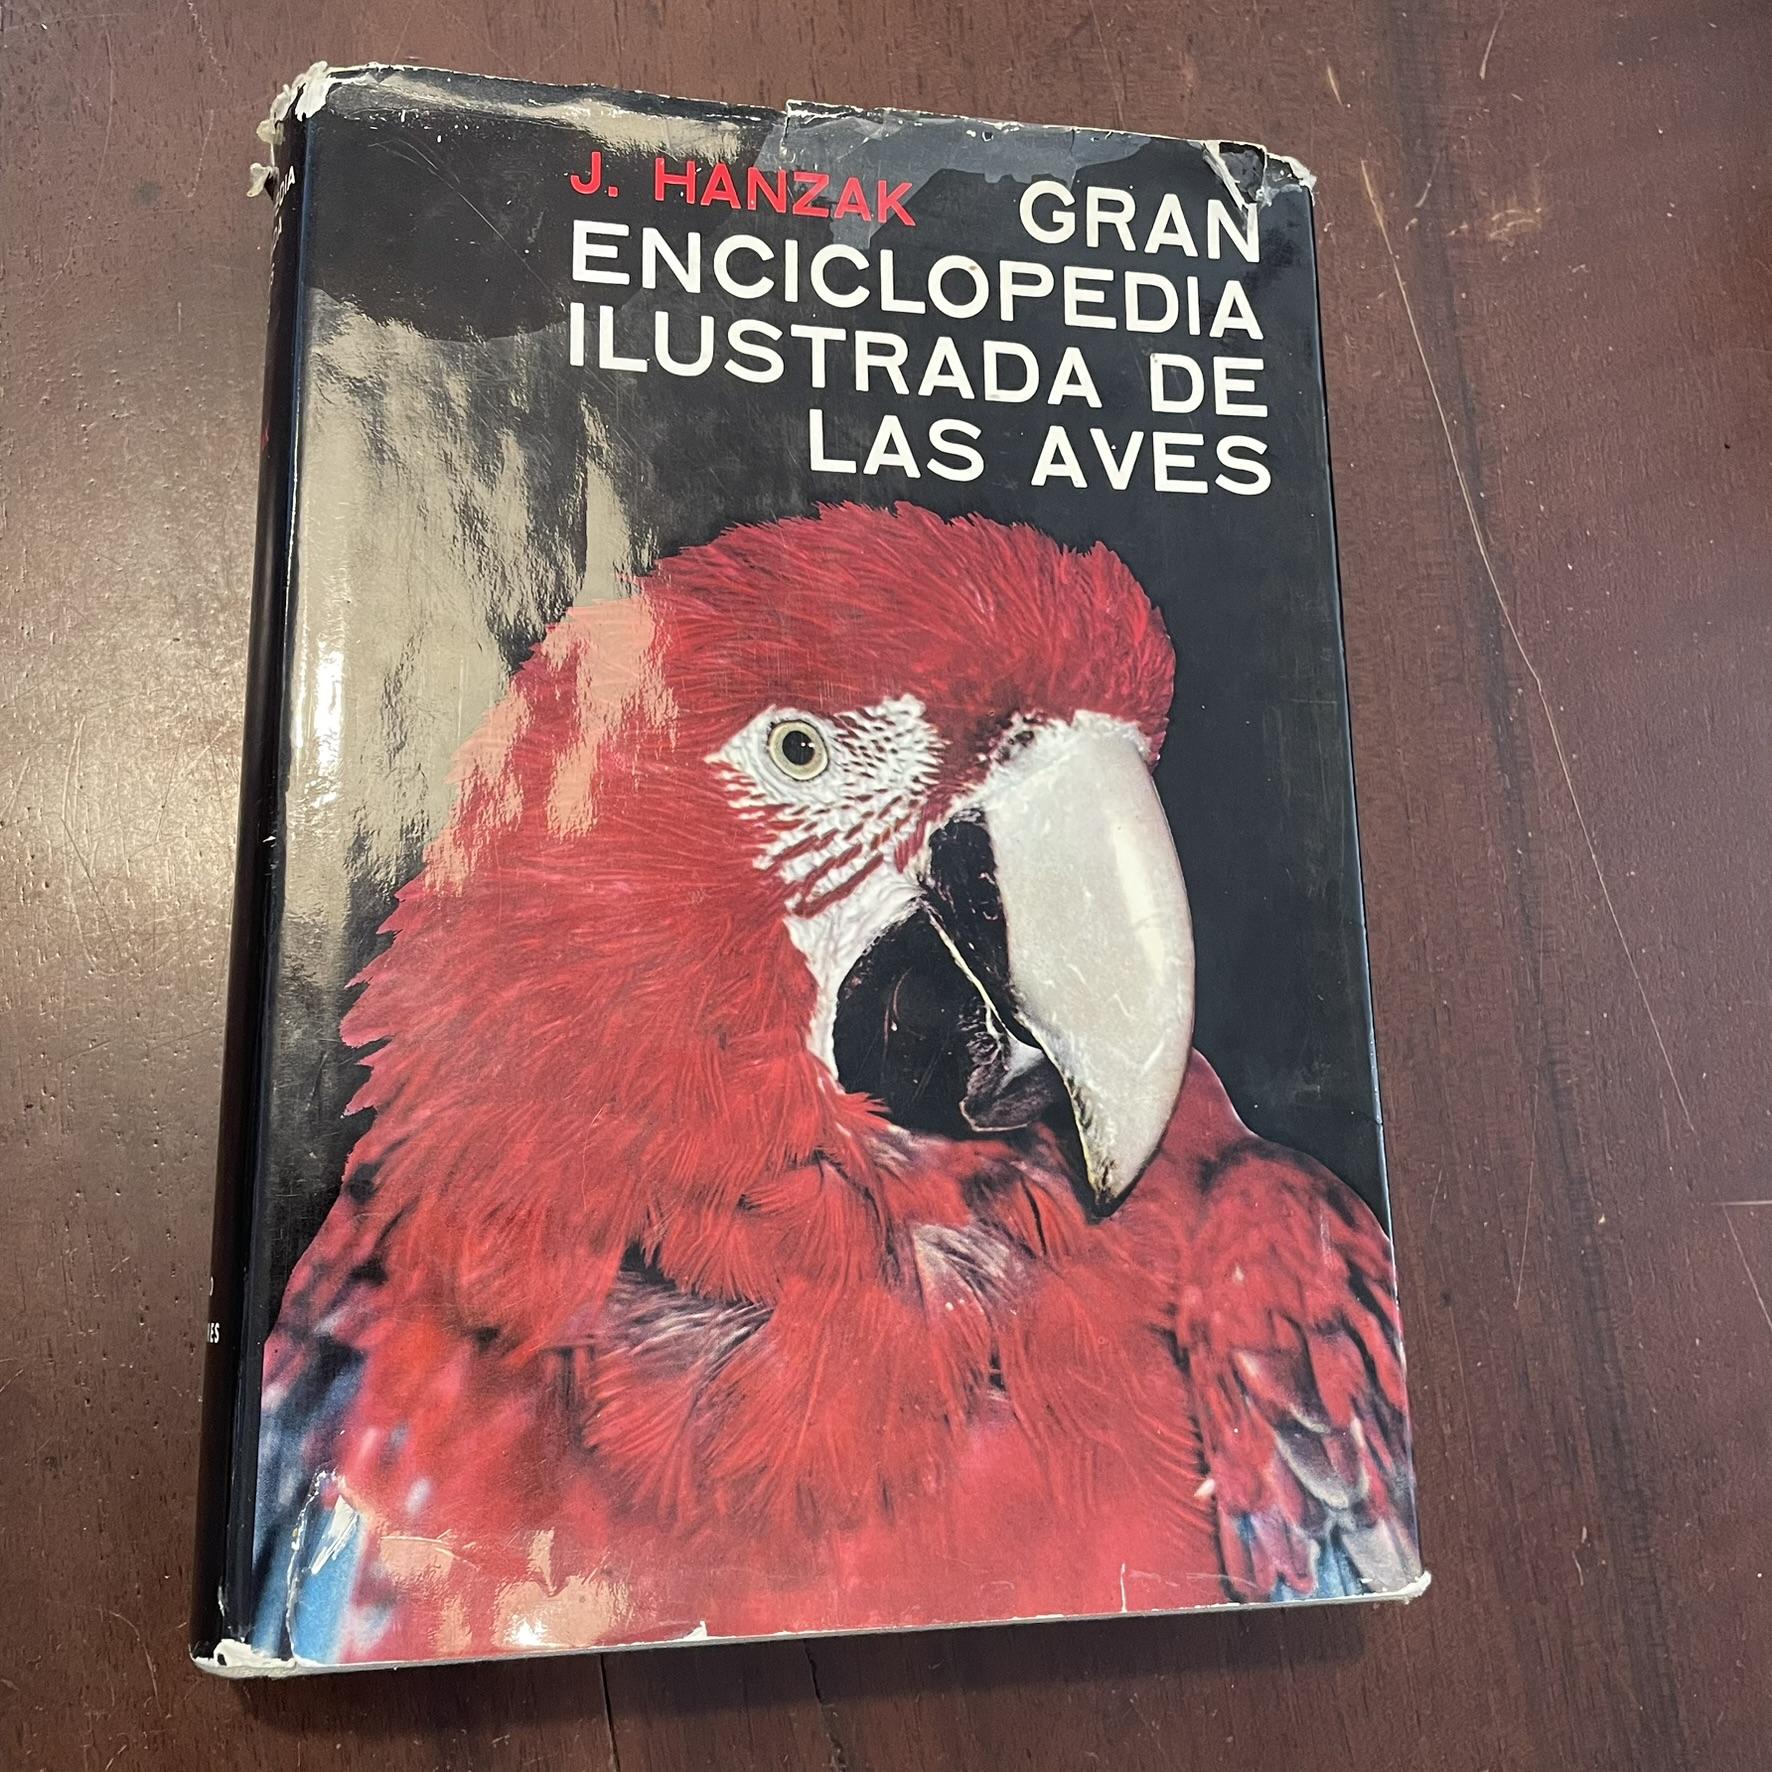 J. HANZAK GRAN
ENCICLOPEDIA
ILUSTRADA DE
LAS AVES